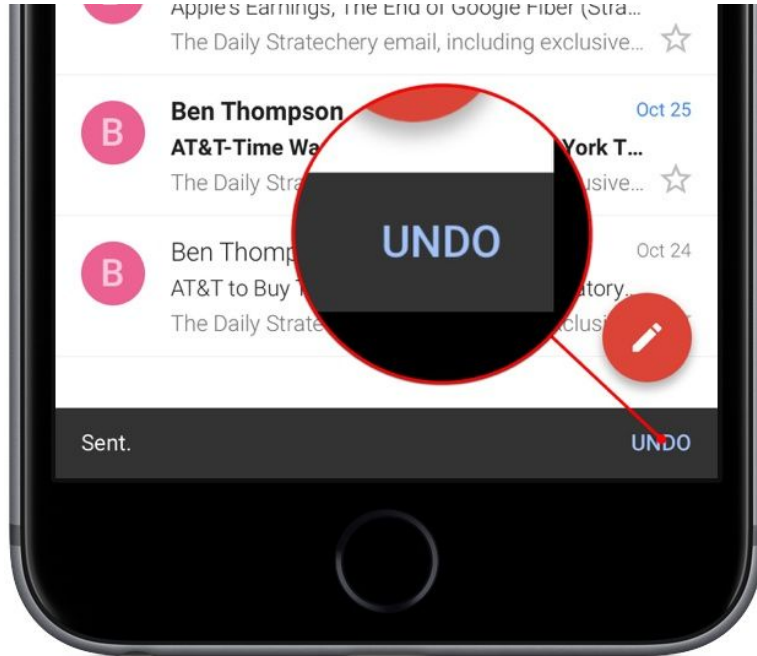 Apple's Earnings, The End of Google Fiber (Stra...
The Daily Stratechery email, including exclusive...
B
Ben Thompson
Oct 25
AT&T-Time Wa
York T...
The Daily Stra
usive...
UNDO
B
Ben Thomp
Oct 24
AT&T to Buy T
atory...
The Daily Strate
clusi
Sent.
UNDO